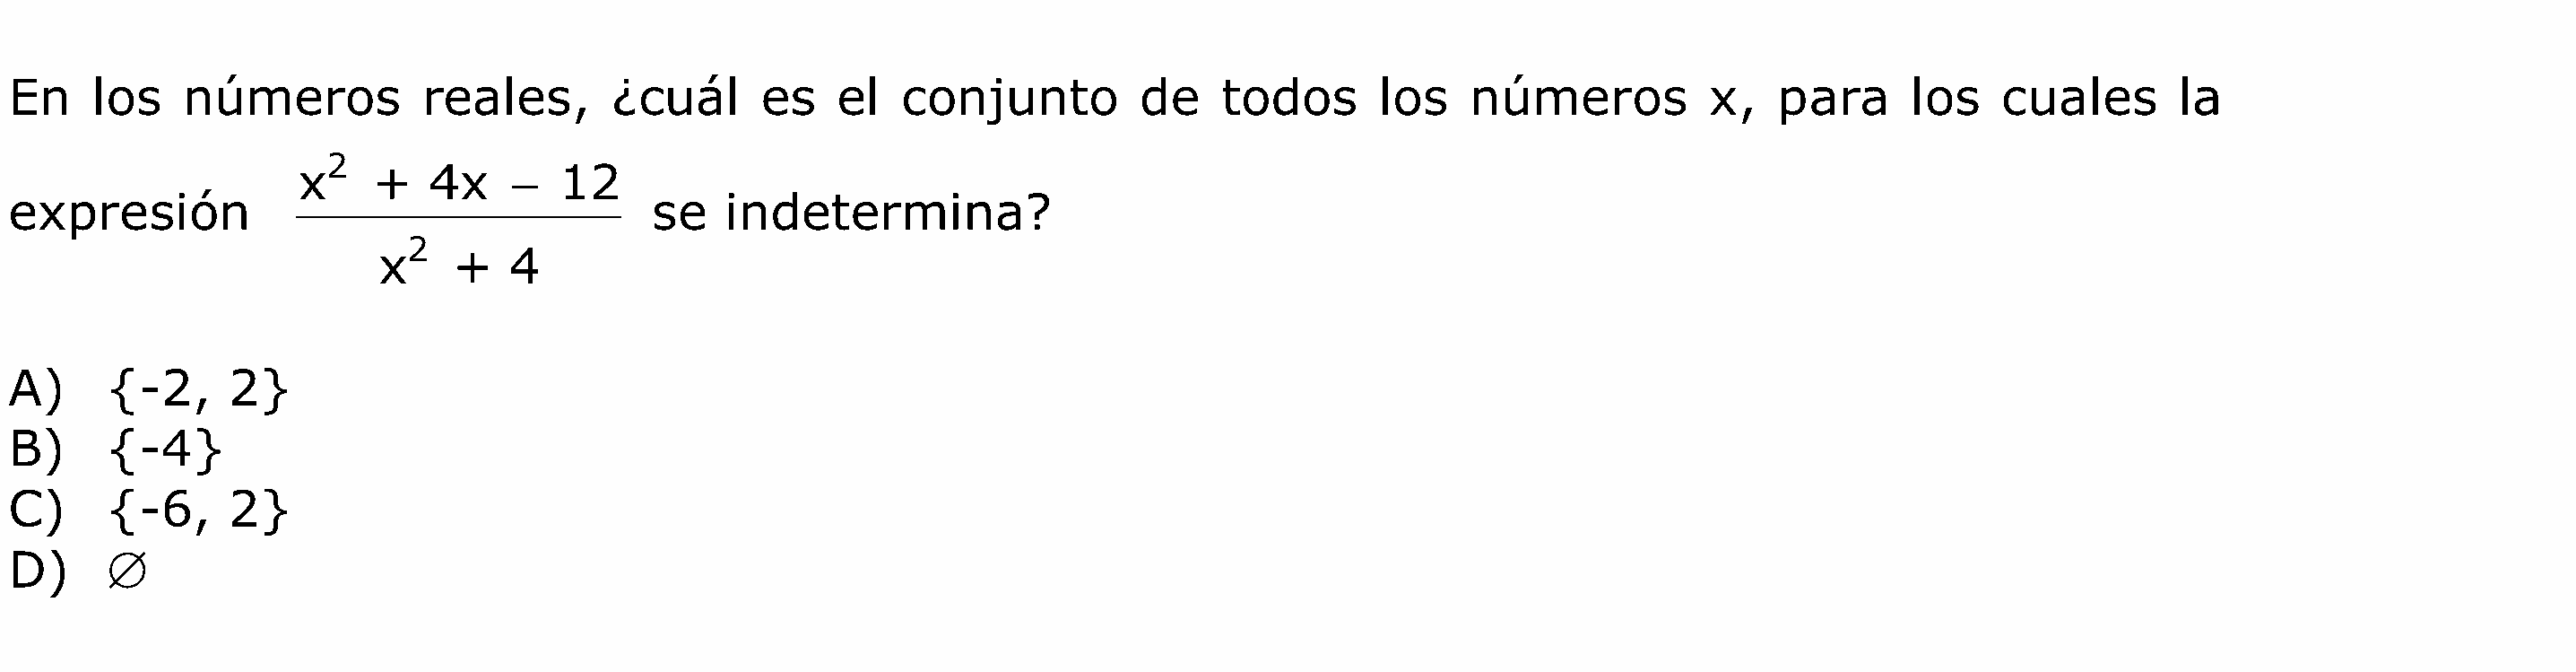 En los números reales, ¿cuál es el conjunto de todos los números x, para los cuales la
expresión \frac{x^2 + 4x – 12}{x^2 + 4} se indetermina?
A) {-2, 2}
B) {-4}
C) {-6, 2}
D) ∅